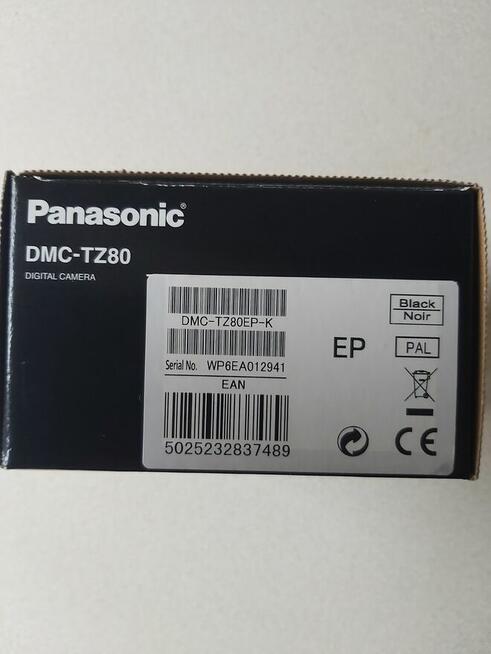 Panasonic®
DMC-TZ80
DIGITAL CAMERA
DMC-TZ80EP-K
Serial No. WP6EA012941
EAN
5025232837489
EP
Black
Noir
PAL
CE